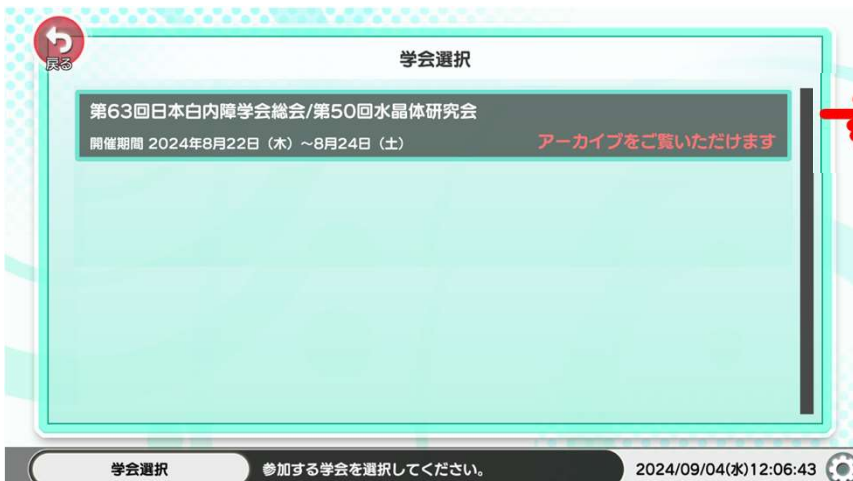 戻る
学会選択
第63回日本白内障学会総会/第50回水晶体研究会
開催期間 2024年8月22日（木）～8月24日（土）
アーカイブをご覧いただけます
学会選択
参加する学会を選択してください。
2024/09/04(水)12:06:43